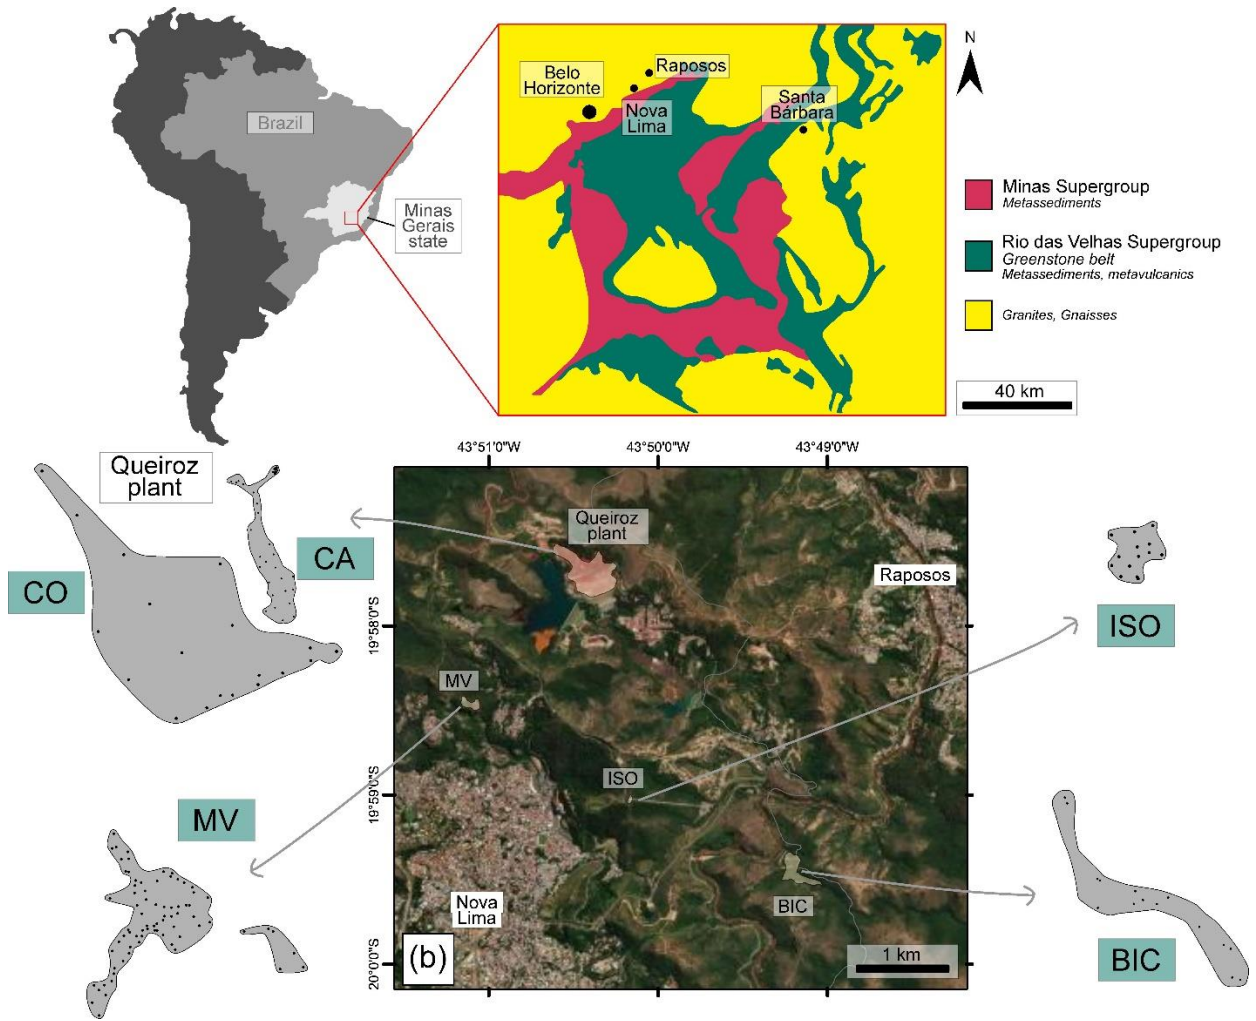 Brazil
Minas
Gerais
state
Belo
Horizonte
Raposos
Nova
Lima
Santa
Bárbara
N
Minas Supergroup
Metassediments
Rio das Velhas Supergroup
Greenstone belt
Metassediments, metavulcanics
Granites, Gnaisses
40 km
43°51'0"W
43°50'0"W
43°49'0"W
Queiroz
plant
CA
CO
Queiroz
plant
Raposos
19°58'0"S
ISO
MV
ISO
19°59'0"S
MV
BIC
Nova
Lima
(b)
1 km
20°0'0"S
BIC